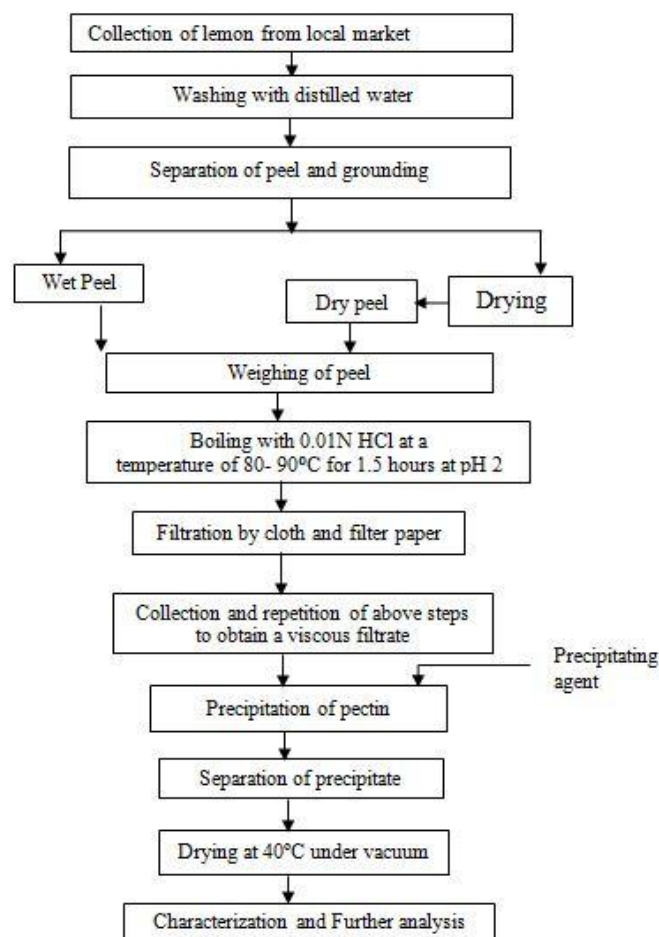 Collection of lemon from local market
Washing with distilled water
Separation of peel and grounding
Wet Peel
Dry peel
Drying
Weighing of peel
Boiling with 0.01N HCl at a
temperature of 80- 90°C for 1.5 hours at pH 2
Filtration by cloth and filter paper
Collection and repetition of above steps
to obtain a viscous filtrate
Precipitating
agent
Precipitation of pectin
Separation of precipitate
Drying at 40°C under vacuum
Characterization and Further analysis